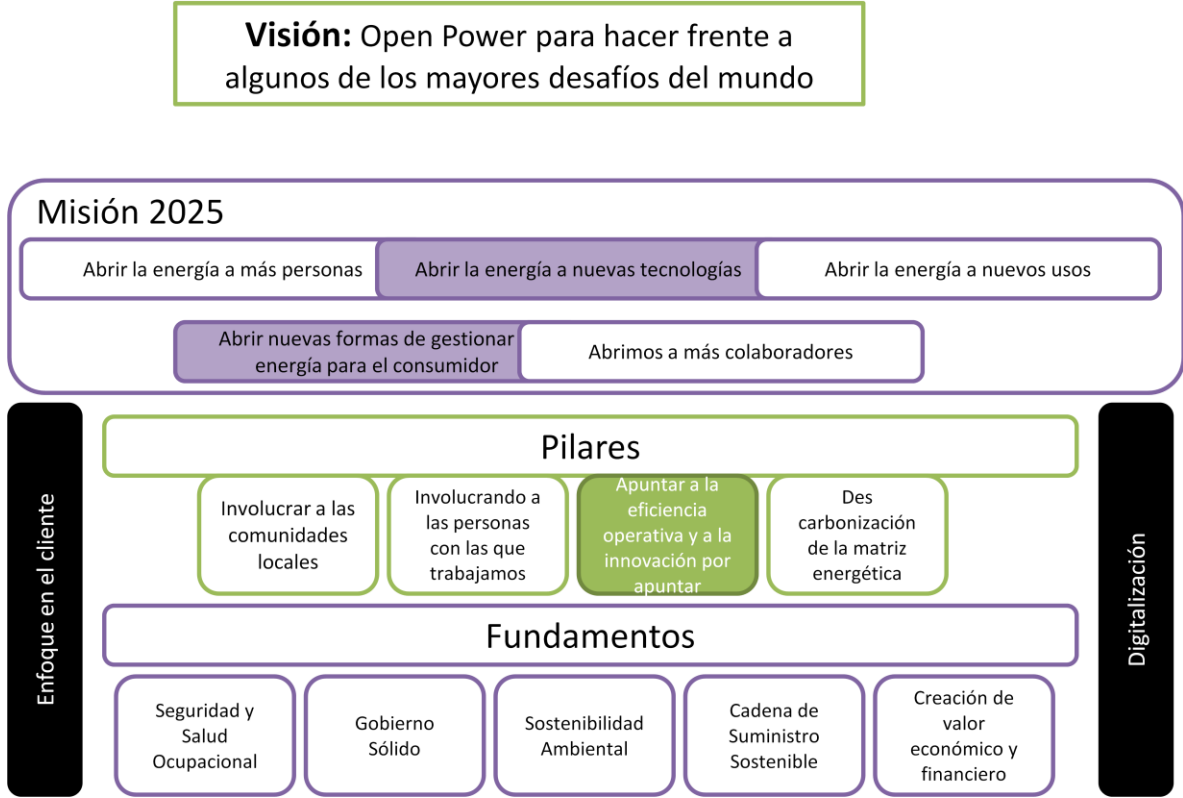 Visión: Open Power para hacer frente a
algunos de los mayores desafíos del mundo
Misión 2025
Abrir la energía a más personas
Abrir la energía a nuevas tecnologías
Abrir la energía a nuevos usos
Abrir nuevas formas de gestionar
energía para el consumidor
Abrimos a más colaboradores
Enfoque en el cliente
Pilares
Involucrar a las
comunidades
locales
Involucrando a
las personas
con las que
trabajamos
Apuntar a la
eficiencia
operativa y a la
innovación por
apuntar
Des
carbonización
de la matriz
energética
Fundamentos
Seguridad y
Salud
Ocupacional
Gobierno
Sólido
Sostenibilidad
Ambiental
Cadena de
Suministro
Sostenible
Creación de
valor
económico y
financiero
Digitalización